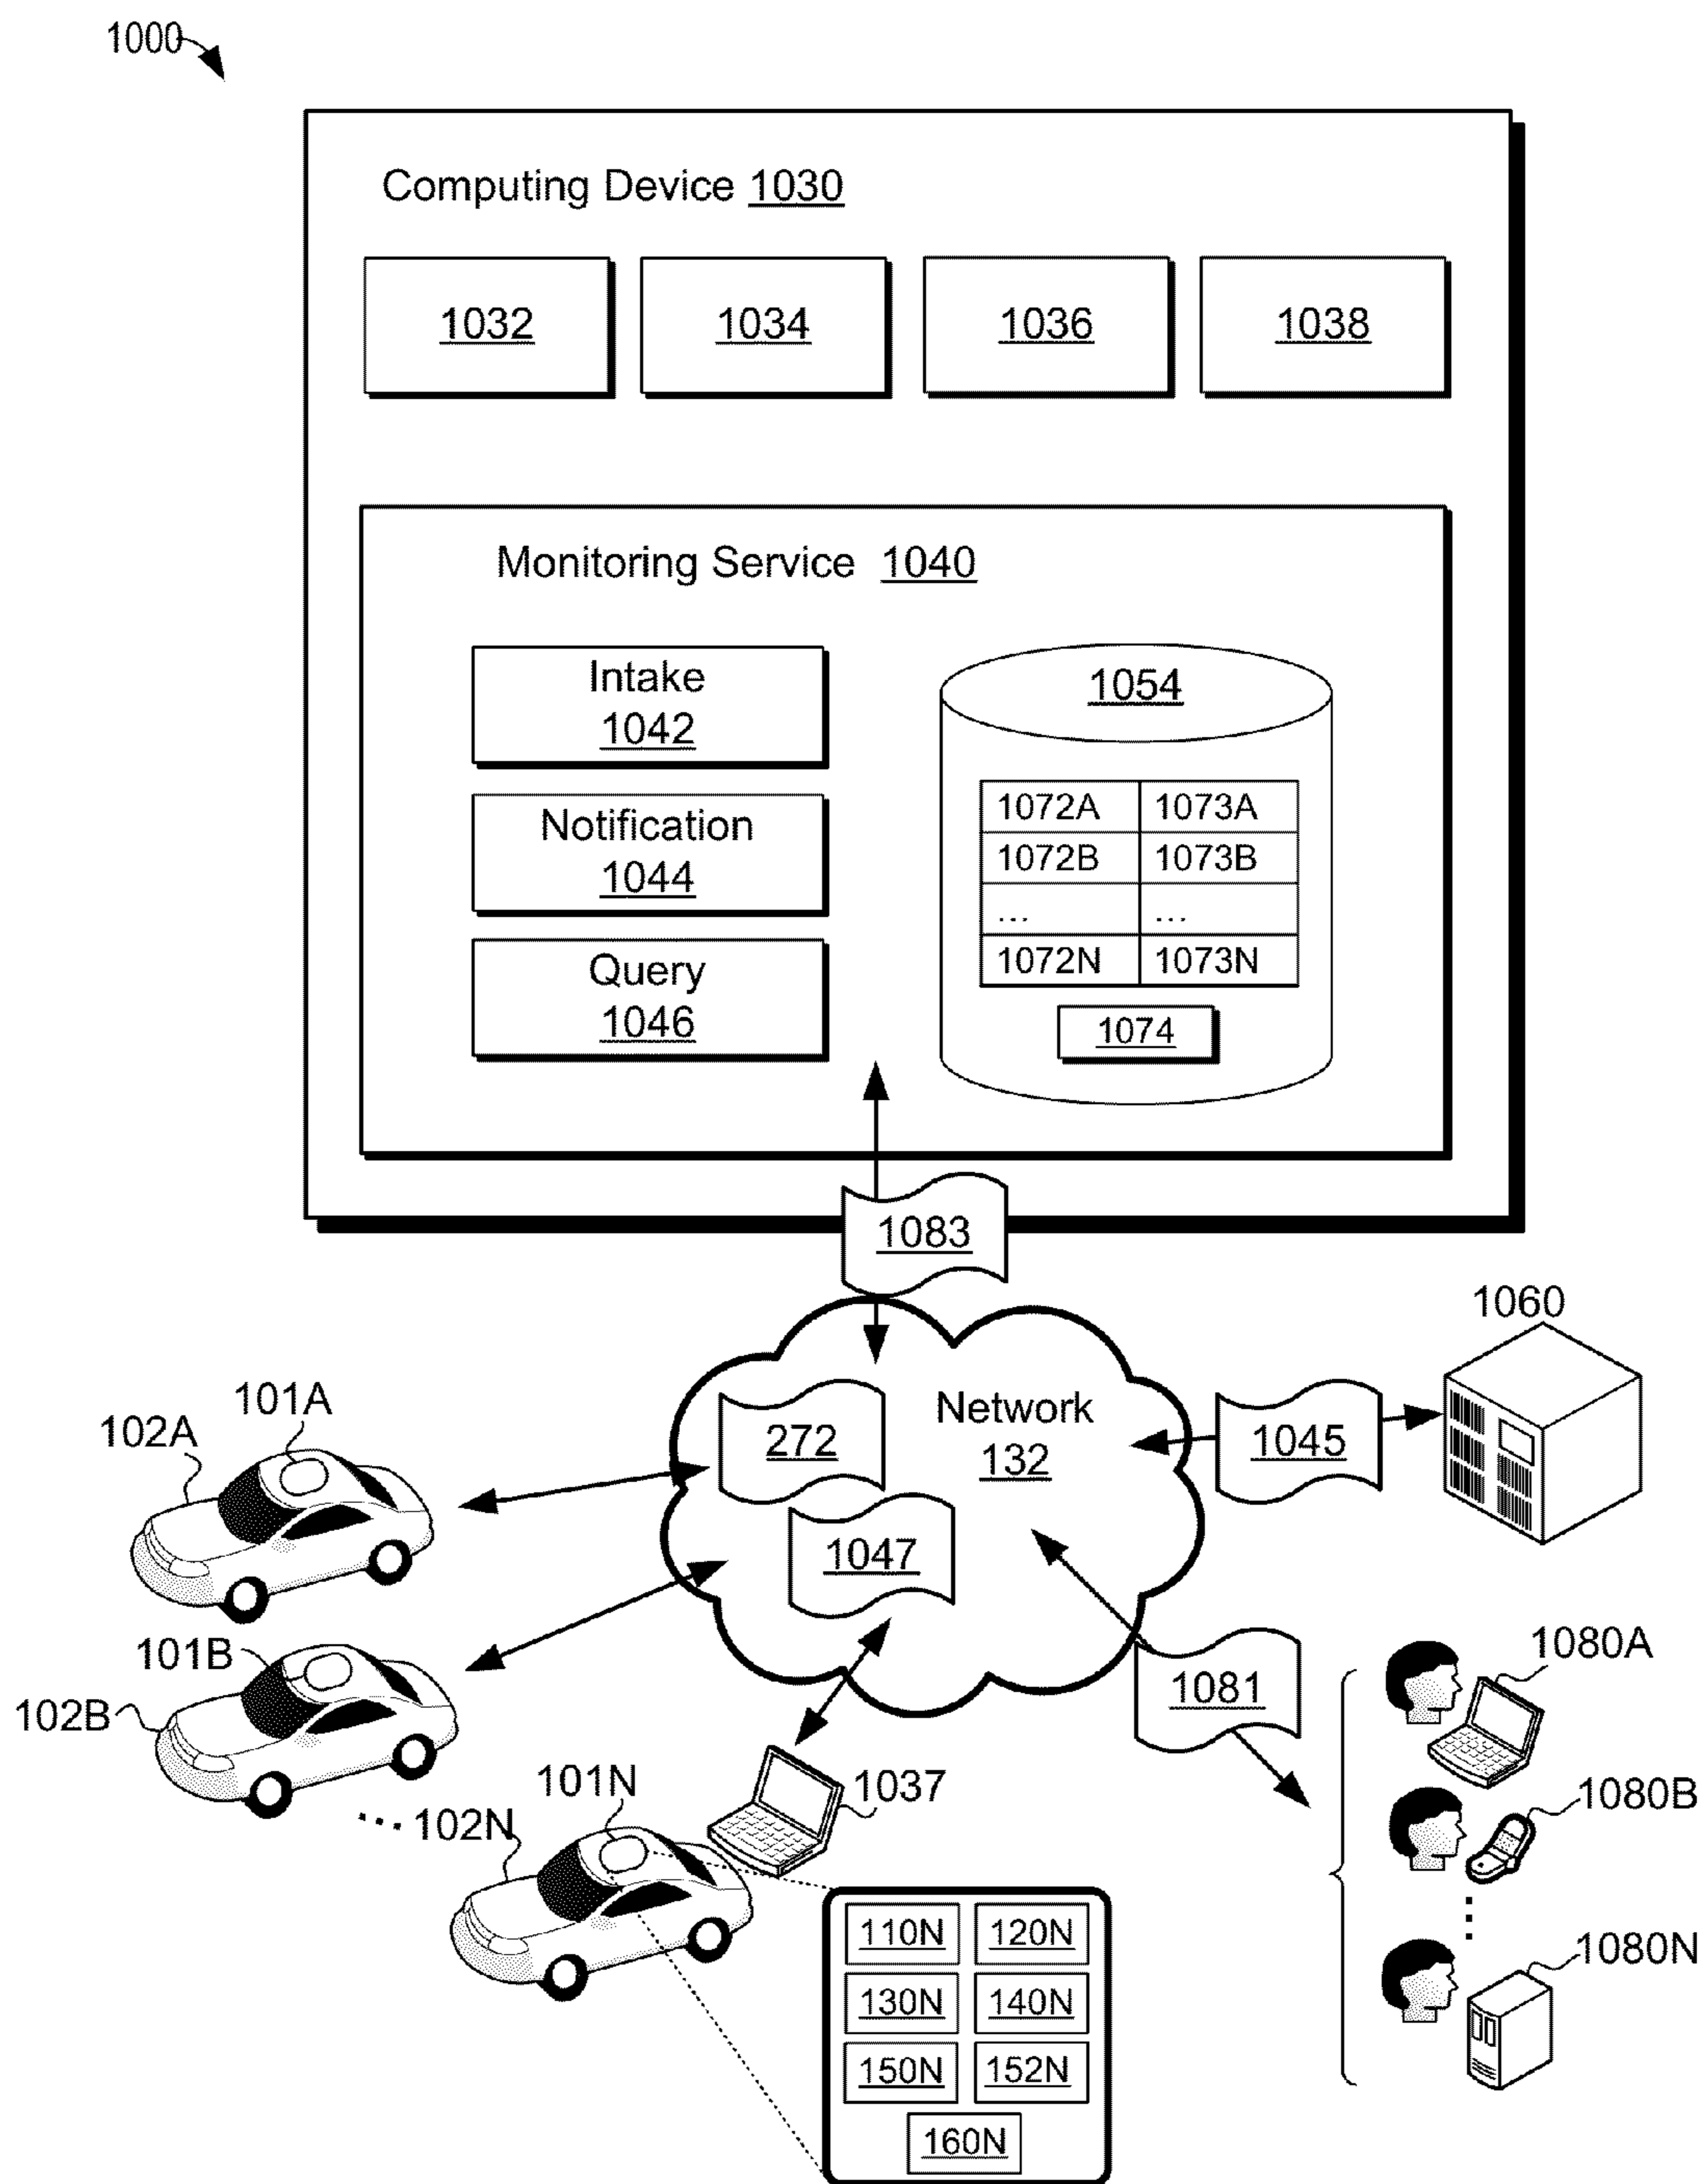 1000
Computing Device 1030
1032 1034 1036 1038
Monitoring Service 1040
Intake
1042
Notification
1044
Query
1046
1054
1072A 1073A
1072B 1073B
... ...
1072N 1073N
1074
1083
1060
Network
132
272
1045
1047
101A
102A
101B
102B
1081
1080A
1037
101N
... 102N
1080B
1080N
110N 120N
130N 140N
150N 152N
160N